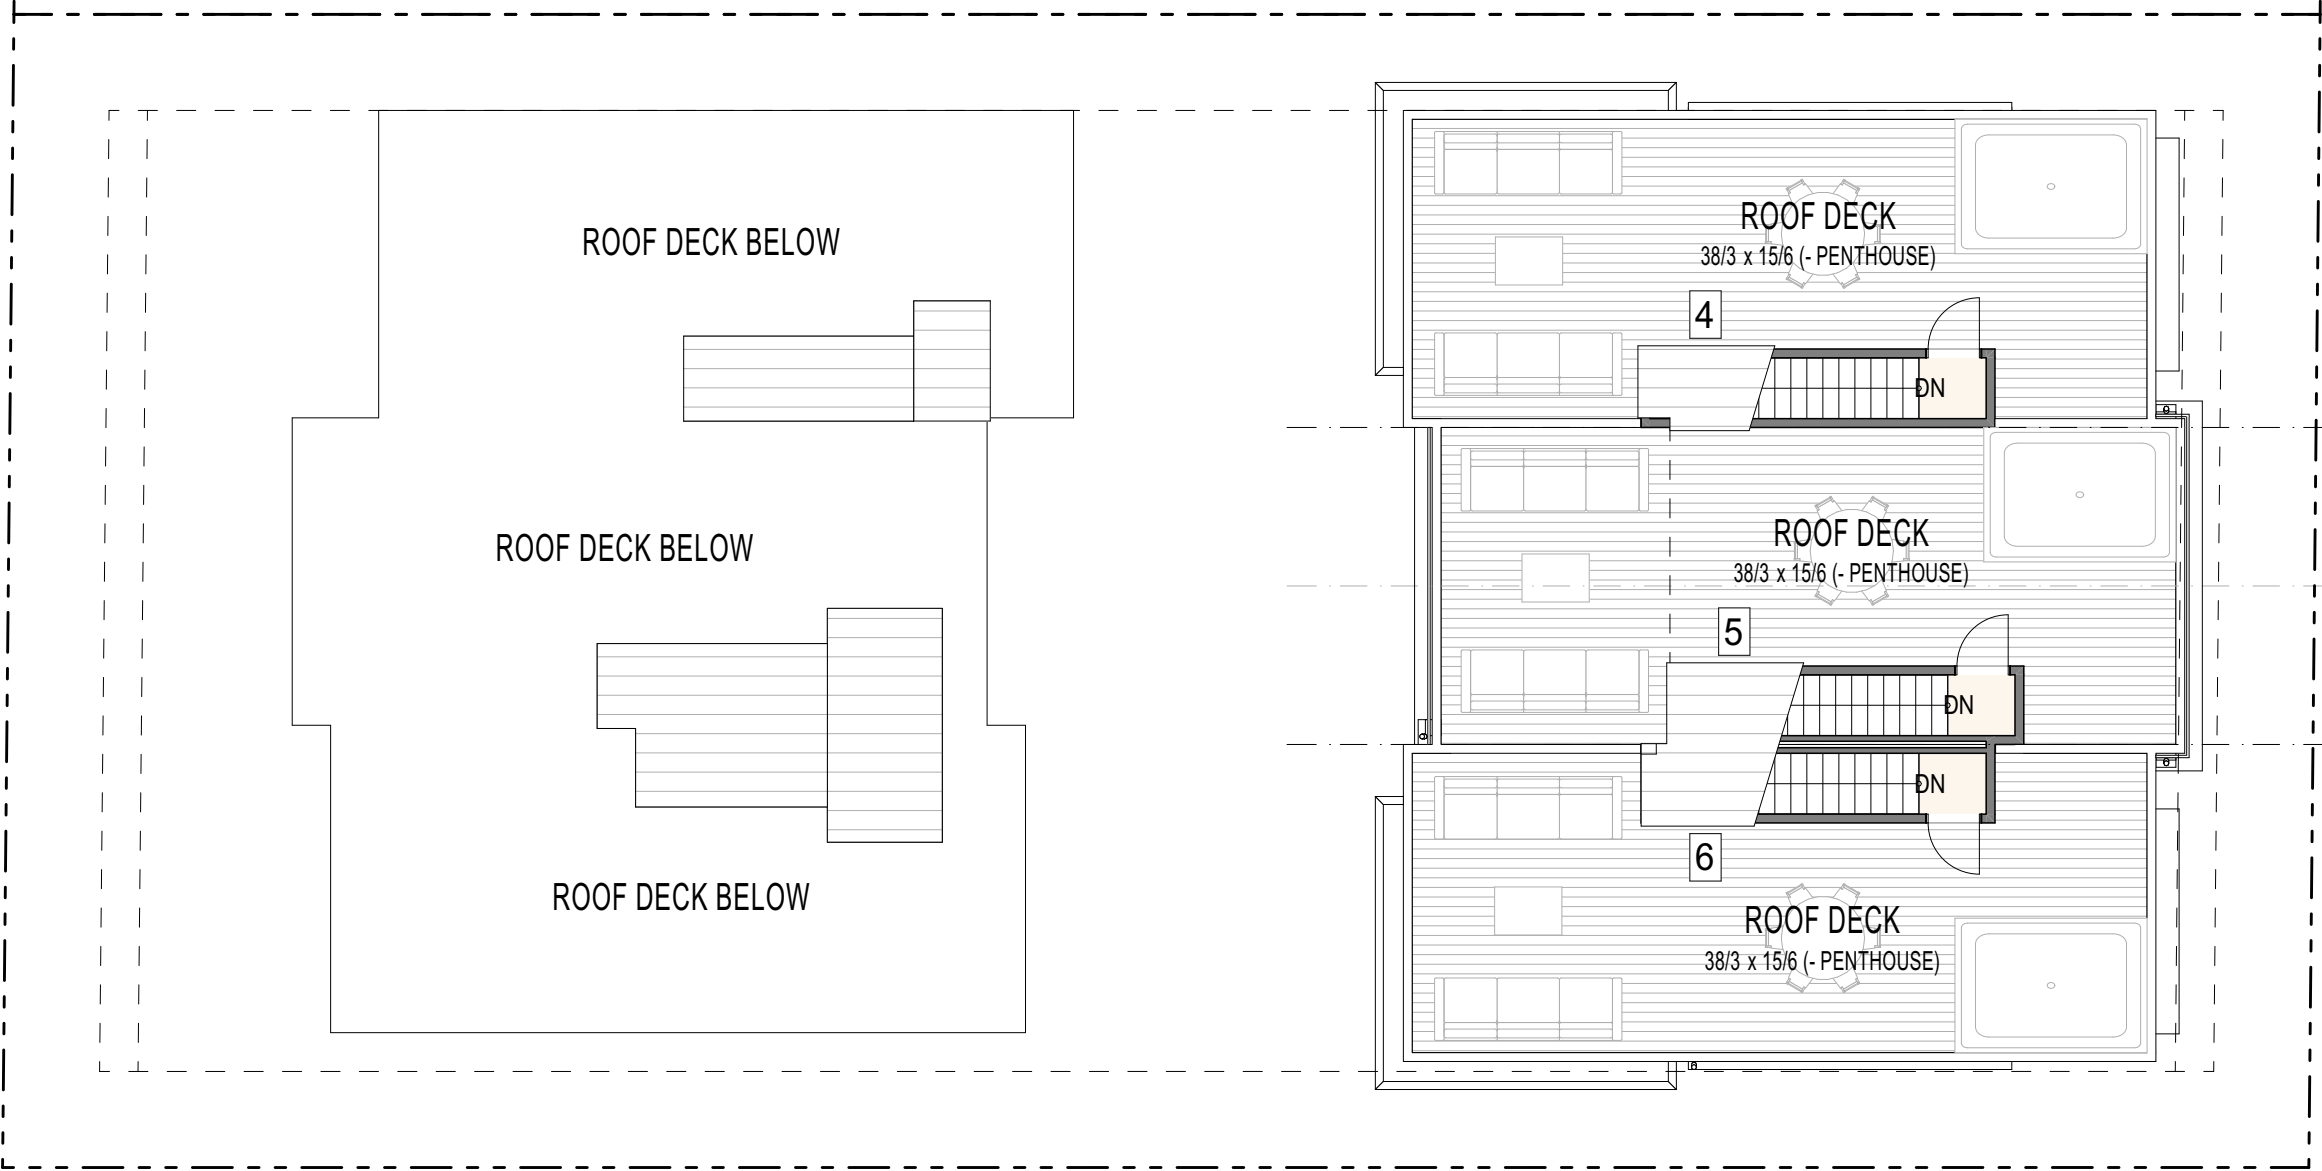 ROOF DECK BELOW
ROOF DECK BELOW
ROOF DECK BELOW
ROOF DECK
38/3 x 15/6 (- PENTHOUSE)
4
DN
ROOF DECK
38/3 x 15/6 (- PENTHOUSE)
5
DN
DN
6
ROOF DECK
38/3 x 15/6 (- PENTHOUSE)